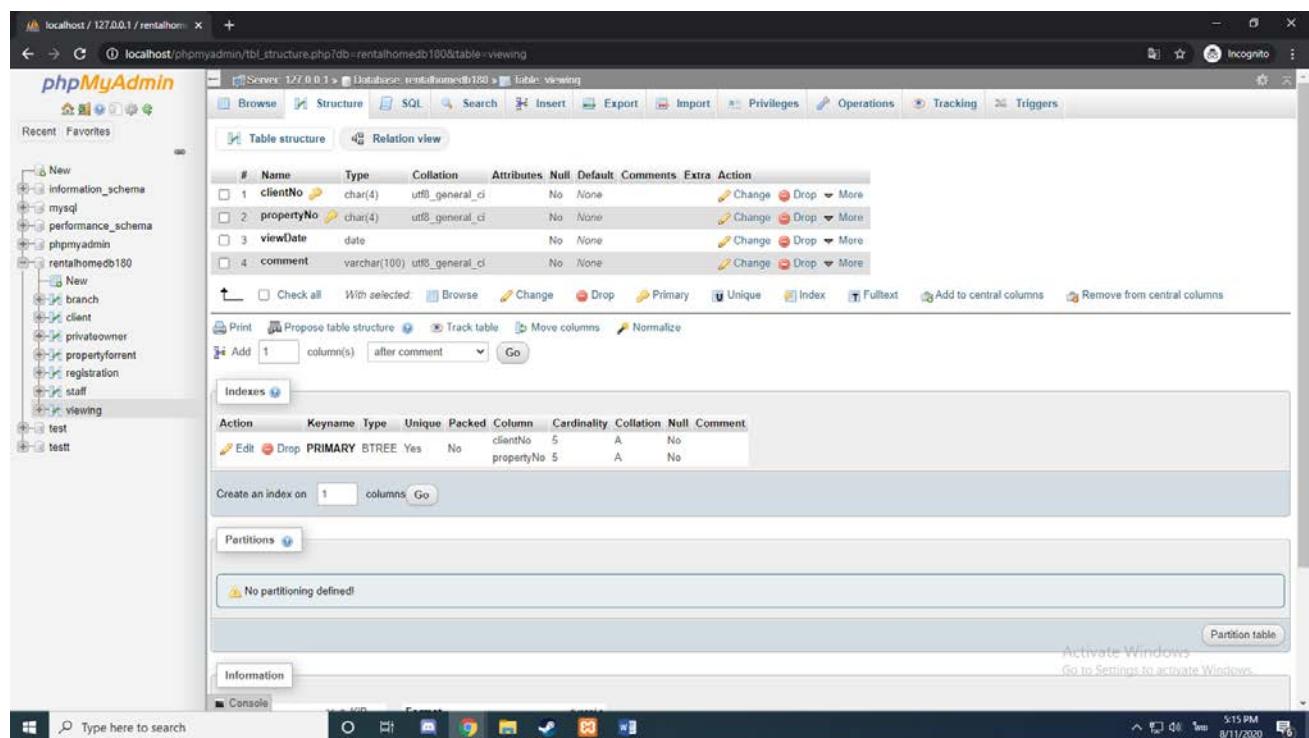 localhost / 127.0.0.1 / rentalhom
localhost/phpmyadmin/tbl_structure.php?db=rentalhomedb180&table=viewing
Incognito
phpMyAdmin
Recent Favorites
New
information_schema
mysql
performance_schema
phpmyadmin
rentalhomedb180
New
branch
client
privateowner
propertyforrent
registration
staff
viewing
test
testt
Server: 127.0.0.1 » Database: rentalhomedb180 » Table: viewing
Browse Structure SQL Search Insert Export Import Privileges Operations Tracking Triggers
Table structure Relation view
# Name Type Collation Attributes Null Default Comments Extra Action
1 clientNo char(4) utf8_general_ci No None Change Drop More
2 propertyNo char(4) utf8_general_ci No None Change Drop More
3 viewDate date No None Change Drop More
4 comment varchar(100) utf8_general_ci No None Change Drop More
Check all With selected: Browse Change Drop Primary Unique Index Fulltext Add to central columns Remove from central columns
Print Propose table structure Track table Move columns Normalize
Add 1 column(s) after comment Go
Indexes
Action Keyname Type Unique Packed Column Cardinality Collation Null Comment
Edit Drop PRIMARY BTREE Yes No clientNo 5 A No
propertyNo 5 A No
Create an index on 1 columns Go
Partitions
No partitioning defined!
Partition table
Activate Windows
Go to Settings to activate Windows.
Information
Console
Type here to search
5:15 PM
8/11/2020